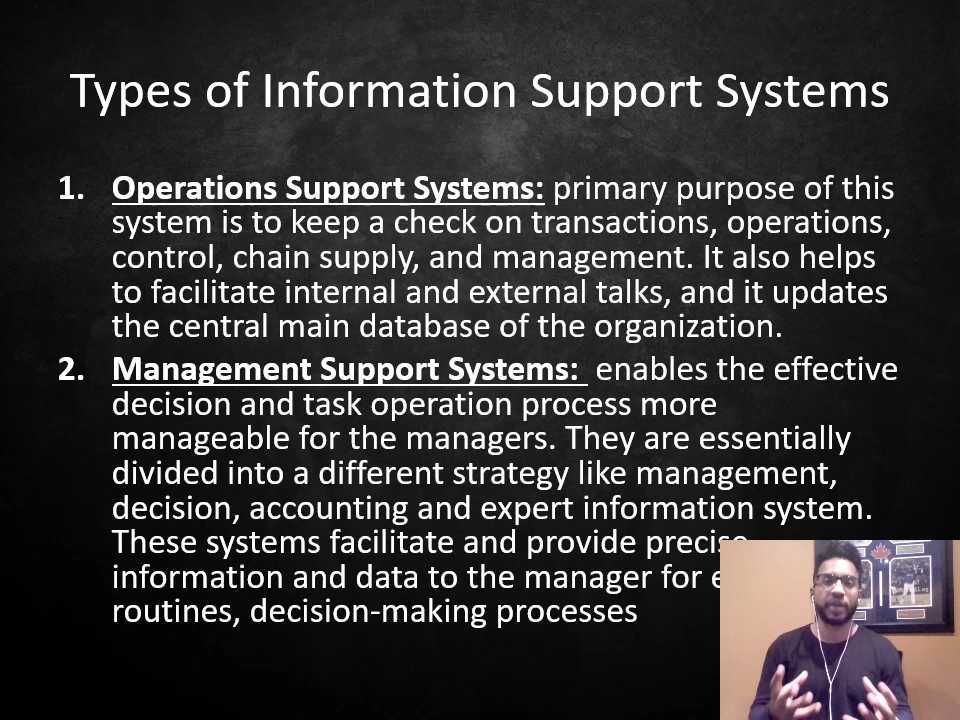 Types of Information Support Systems
1. Operations Support Systems: primary purpose of this
system is to keep a check on transactions, operations,
control, chain supply, and management. It also helps
to facilitate internal and external talks, and it updates
the central main database of the organization.
2. Management Support Systems: enables the effective
decision and task operation process more
manageable for the managers. They are essentially
divided into a different strategy like management,
decision, accounting and expert information system.
These systems facilitate and provide precise
information and data to the manager for
routines, decision-making processes